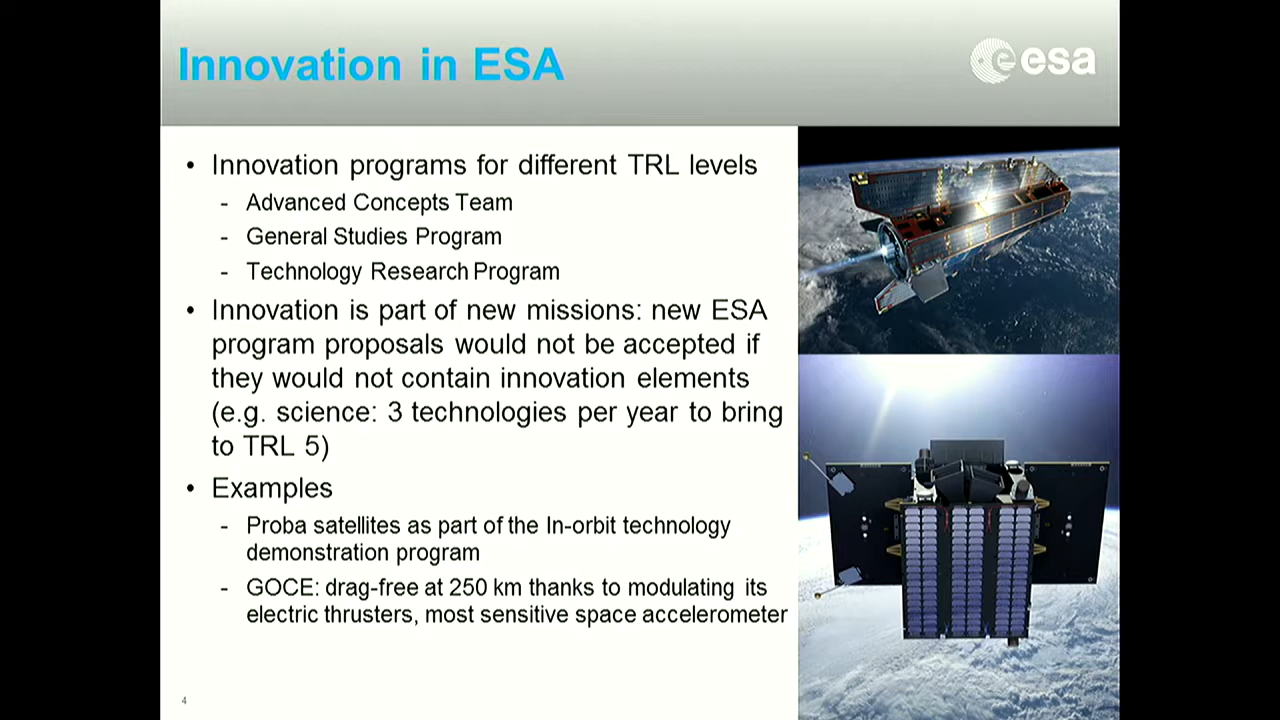 Innovation in ESA
esa
• Innovation programs for different TRL levels
- Advanced Concepts Team
- General Studies Program
- Technology Research Program
• Innovation is part of new missions: new ESA
program proposals would not be accepted if
they would not contain innovation elements
(e.g. science: 3 technologies per year to bring
to TRL 5)
• Examples
- Proba satellites as part of the In-orbit technology
demonstration program
- GOCE: drag-free at 250 km thanks to modulating its
electric thrusters, most sensitive space accelerometer
4